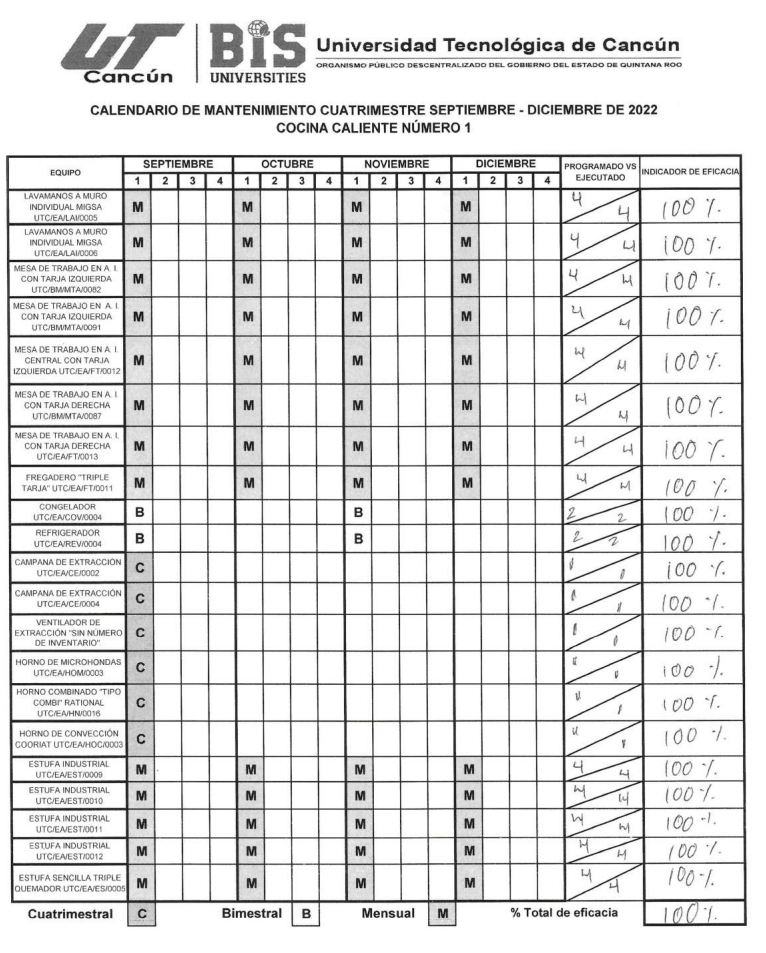 UT Cancún
BIS UNIVERSITIES
Universidad Tecnológica de Cancún
ORGANISMO PÚBLICO DESCENTRALIZADO DEL GOBIERNO DEL ESTADO DE QUINTANA ROO
CALENDARIO DE MANTENIMIENTO CUATRIMESTRE SEPTIEMBRE - DICIEMBRE DE 2022
COCINA CALIENTE NÚMERO 1
EQUIPO SEPTIEMBRE OCTUBRE NOVIEMBRE DICIEMBRE PROGRAMADO VS EJECUTADO INDICADOR DE EFICACIA
1 2 3 4 1 2 3 4 1 2 3 4 1 2 3 4
LAVAMANOS A MURO
INDIVIDUAL MIGSA
UTC/EA/LAI/0005
M M M M 4 4 100 %
LAVAMANOS A MURO
INDIVIDUAL MIGSA
UTC/EA/LAI/0006
M M M M 4 4 100 %
MESA DE TRABAJO EN A. I.
CON TARJA IZQUIERDA
UTC/BM/MTA/0082
M M M M 4 4 100 %
MESA DE TRABAJO EN A. I.
CON TARJA IZQUIERDA
UTC/BM/MTA/0091
M M M M 4 4 100 %
MESA DE TRABAJO EN A. I.
CENTRAL CON TARJA
IZQUIERDA UTC/EA/FT/0012
M M M M 4 4 100 %
MESA DE TRABAJO EN A. I.
CON TARJA DERECHA
UTC/BM/MTA/0087
M M M M 4 4 100 %
MESA DE TRABAJO EN A. I.
CON TARJA DERECHA
UTC/EA/FT/0013
M M M M 4 4 100 %
FREGADERO "TRIPLE
TARJA" UTC/EA/FT/0011
M M M M 4 4 100 %
CONGELADOR
UTC/EA/COV/0004
B B 2 2 100 %
REFRIGERADOR
UTC/EA/REV/0004
B B 2 2 100 %
CAMPANA DE EXTRACCIÓN
UTC/EA/CE/0002
C 1 1 100 %
CAMPANA DE EXTRACCIÓN
UTC/EA/CE/0004
C 1 1 100 %
VENTILADOR DE
EXTRACCIÓN "SIN NÚMERO
DE INVENTARIO".
C 1 1 100 %
HORNO DE MICROHONDAS
UTC/EA/HOM/0003
C 1 1 100 %
HORNO COMBINADO "TIPO
COMBI" RATIONAL
UTC/EA/HN/0016
C 1 1 100 %
HORNO DE CONVECCIÓN
COORIAT UTC/EA/HOC/0003
C 1 1 100 %
ESTUFA INDUSTRIAL
UTC/EA/EST/0009
M M M M 4 4 100 %
ESTUFA INDUSTRIAL
UTC/EA/EST/0010
M M M M 4 4 100 %
ESTUFA INDUSTRIAL
UTC/EA/EST/0011
M M M M 4 4 100 %
ESTUFA INDUSTRIAL
UTC/EA/EST/0012
M M M M 4 4 100 %
ESTUFA SENCILLA TRIPLE
QUEMADOR UTC/EA/ES/0005
M M M M 4 4 100 %
Cuatrimestral C Bimestral B Mensual M % Total de eficacia 100 %